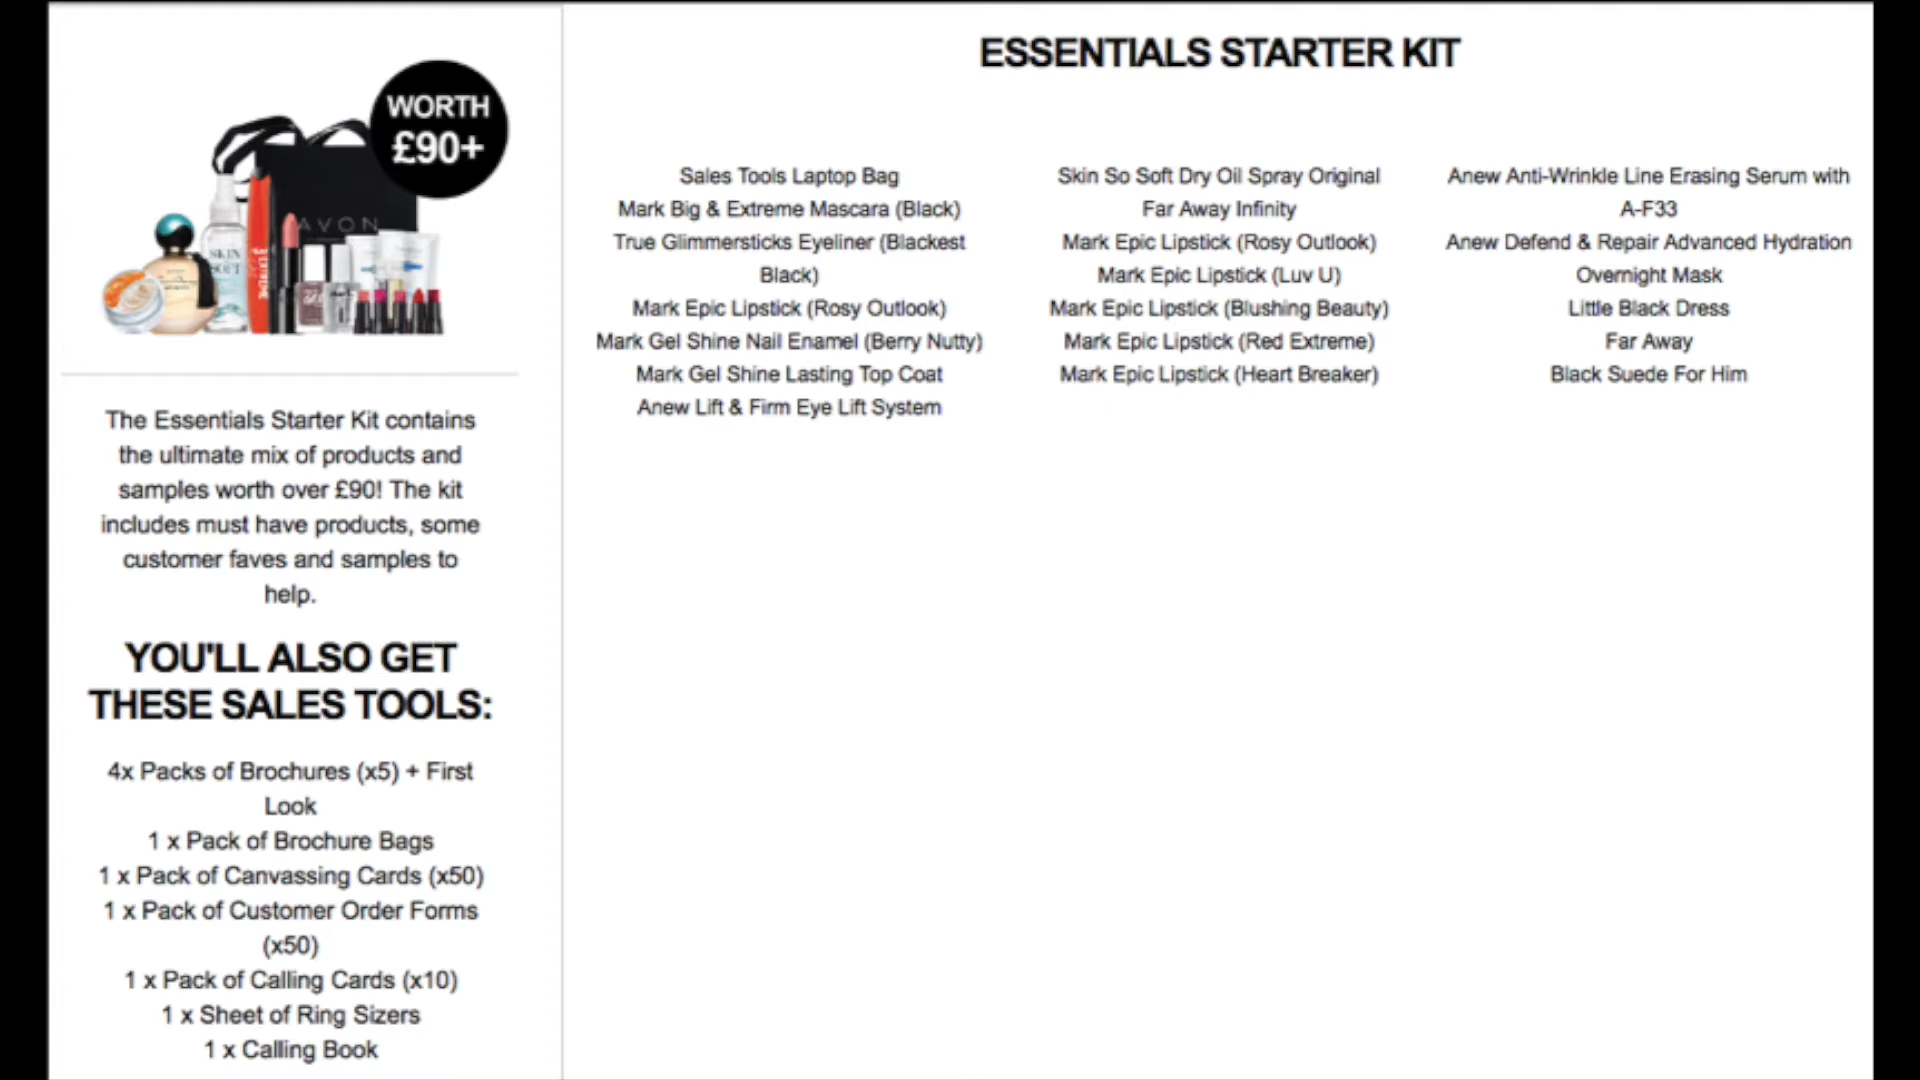 WORTH
£90+
AVON
SKIN
SO
SOFT
The Essentials Starter Kit contains
the ultimate mix of products and
samples worth over £90! The kit
includes must have products, some
customer faves and samples to
help.
YOU'LL ALSO GET
THESE SALES TOOLS:
4x Packs of Brochures (x5) + First
Look
1 x Pack of Brochure Bags
1 x Pack of Canvassing Cards (x50)
1 x Pack of Customer Order Forms
(x50)
1 x Pack of Calling Cards (x10)
1 x Sheet of Ring Sizers
1 x Calling Book
ESSENTIALS STARTER KIT
Sales Tools Laptop Bag
Mark Big & Extreme Mascara (Black)
True Glimmersticks Eyeliner (Blackest
Black)
Mark Epic Lipstick (Rosy Outlook)
Mark Gel Shine Nail Enamel (Berry Nutty)
Mark Gel Shine Lasting Top Coat
Anew Lift & Firm Eye Lift System
Skin So Soft Dry Oil Spray Original
Far Away Infinity
Mark Epic Lipstick (Rosy Outlook)
Mark Epic Lipstick (Luv U)
Mark Epic Lipstick (Blushing Beauty)
Mark Epic Lipstick (Red Extreme)
Mark Epic Lipstick (Heart Breaker)
Anew Anti-Wrinkle Line Erasing Serum with
A-F33
Anew Defend & Repair Advanced Hydration
Overnight Mask
Little Black Dress
Far Away
Black Suede For Him